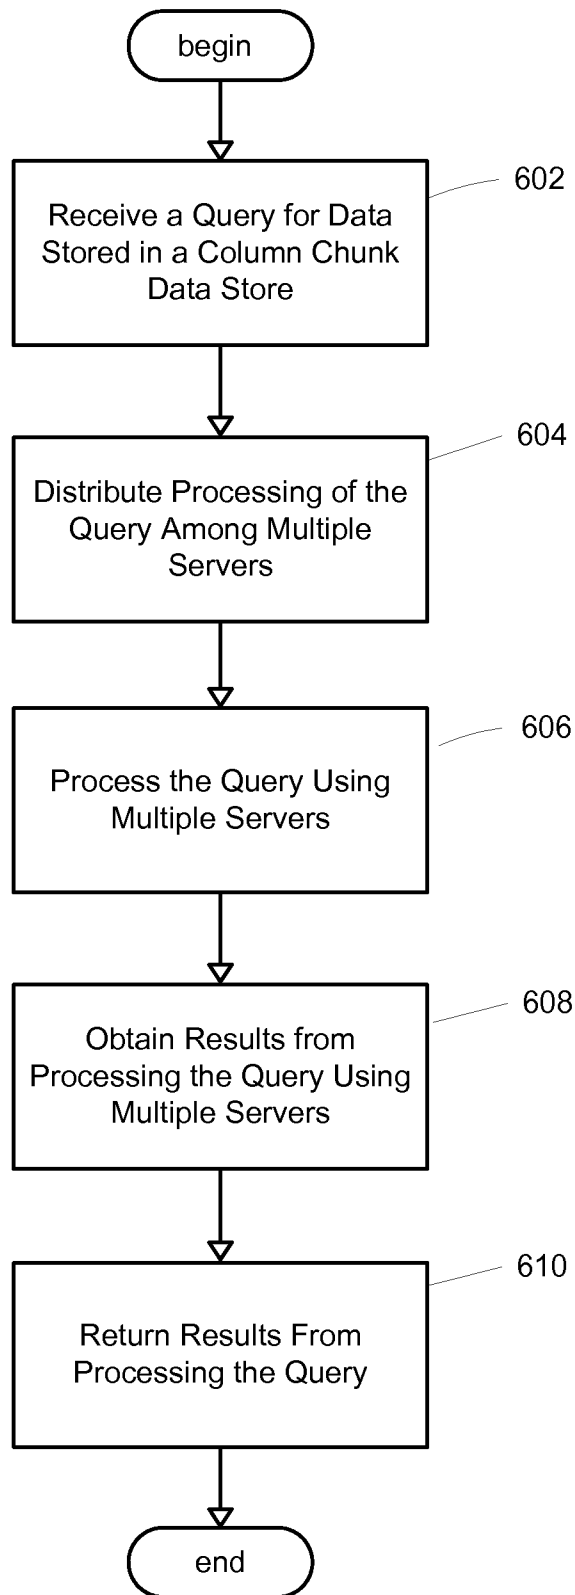 begin
602
Receive a Query for Data
Stored in a Column Chunk
Data Store
604
Distribute Processing of the
Query Among Multiple
Servers
606
Process the Query Using
Multiple Servers
608
Obtain Results from
Processing the Query Using
Multiple Servers
610
Return Results From
Processing the Query
end